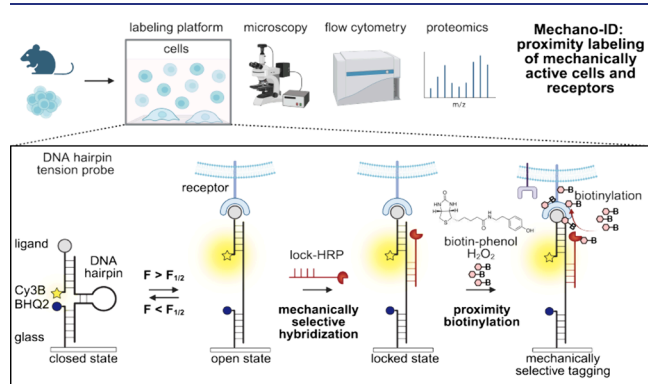 labeling platform
microscopy
flow cytometry
proteomics
cells
m/z
Mechano-ID:
proximity labeling
of mechanically
active cells and
receptors
DNA hairpin
tension probe
ligand
DNA
hairpin
Cy3B
BHQ2
glass
closed state
F > F1/2
F < F1/2
receptor
open state
lock-HRP
mechanically
selective
hybridization
locked state
biotin-phenol
H2O2
B
B
B
proximity
biotinylation
biotinylation
mechanically
selective tagging